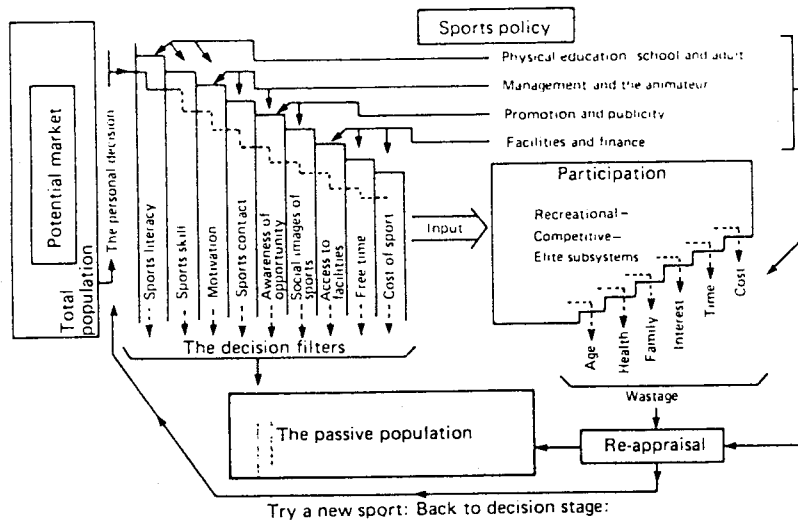 Sports policy
Physical education school and adult
Management and the animateur
Promotion and publicity
Facilities and finance
Potential market
Total
population
The personal decision
Sports literacy
Sports skill
Motivation
Sports contact
Awareness of
opportunity
Social images of
sports
Access to
facilities
Free time
Cost of sport
The decision filters
Input
Participation
Recreational–
Competitive–
Elite subsystems
Age
Health
Family
Interest
Time
Cost
Wastage
The passive population
Re-appraisal
Try a new sport: Back to decision stage: